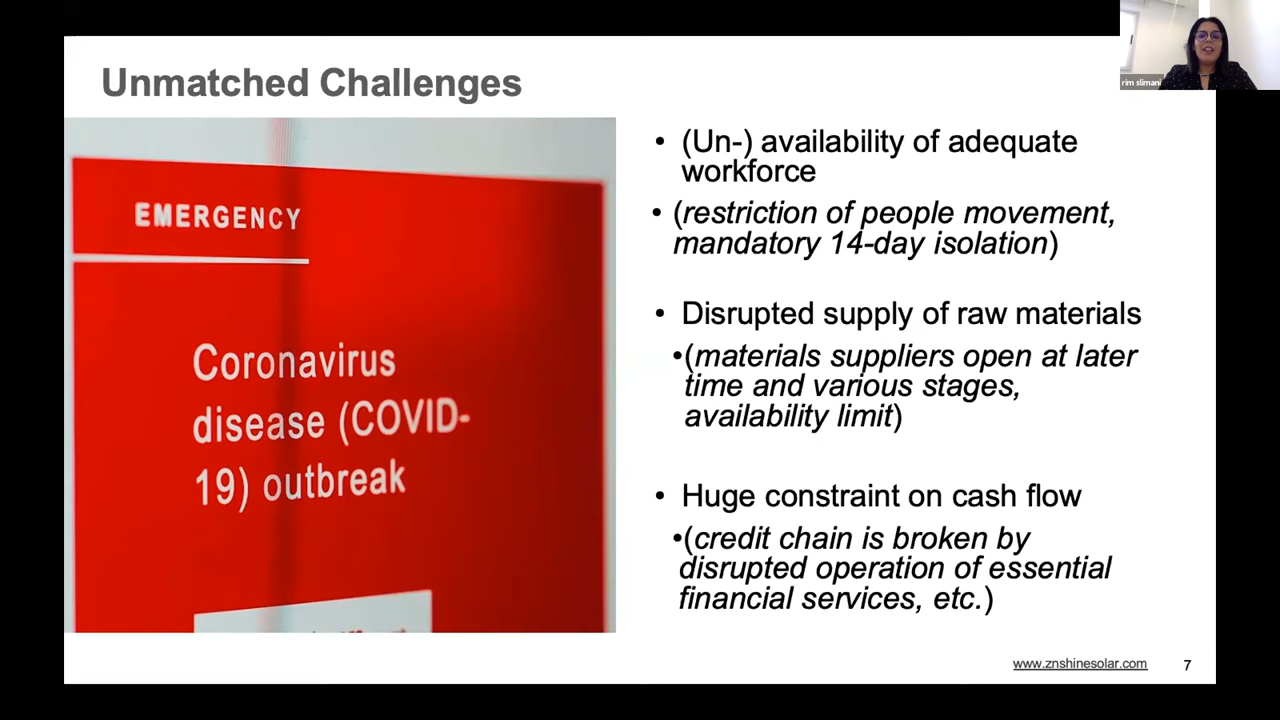 Unmatched Challenges
rim slimani
EMERGENCY
Coronavirus
disease (COVID-
19) outbreak
• (Un-) availability of adequate
workforce
• (restriction of people movement,
mandatory 14-day isolation)
• Disrupted supply of raw materials
•(materials suppliers open at later
time and various stages,
availability limit)
• Huge constraint on cash flow
•(credit chain is broken by
disrupted operation of essential
financial services, etc.)
www.znshinesolar.com
7